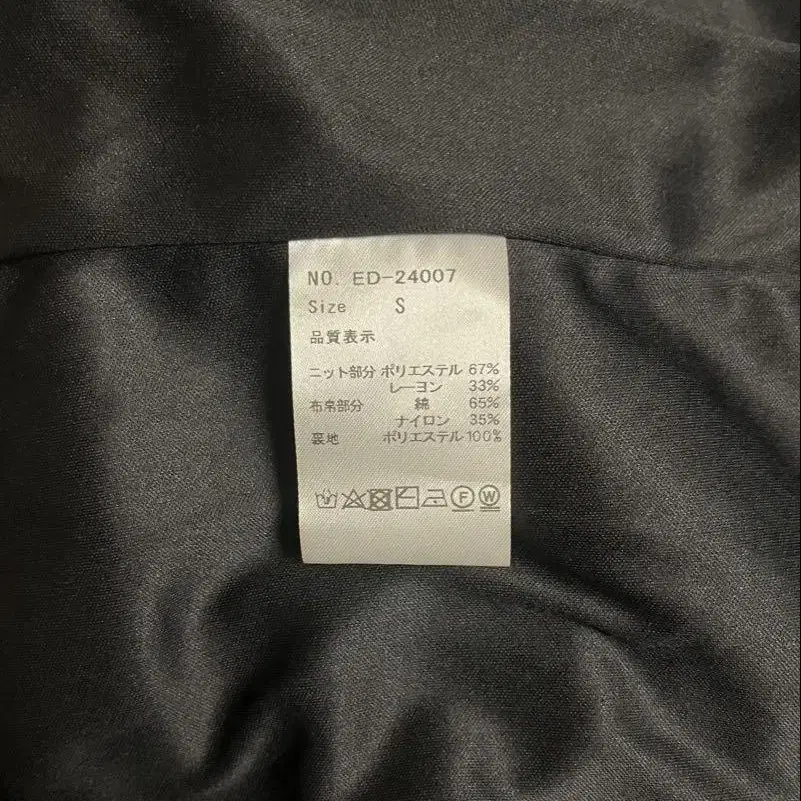 NO. ED-24007
Size S
品質表示
ニット部分 ポリエステル 67%
レーヨン 33%
布帛部分 綿 65%
ナイロン 35%
裏地 ポリエステル 100%
F W